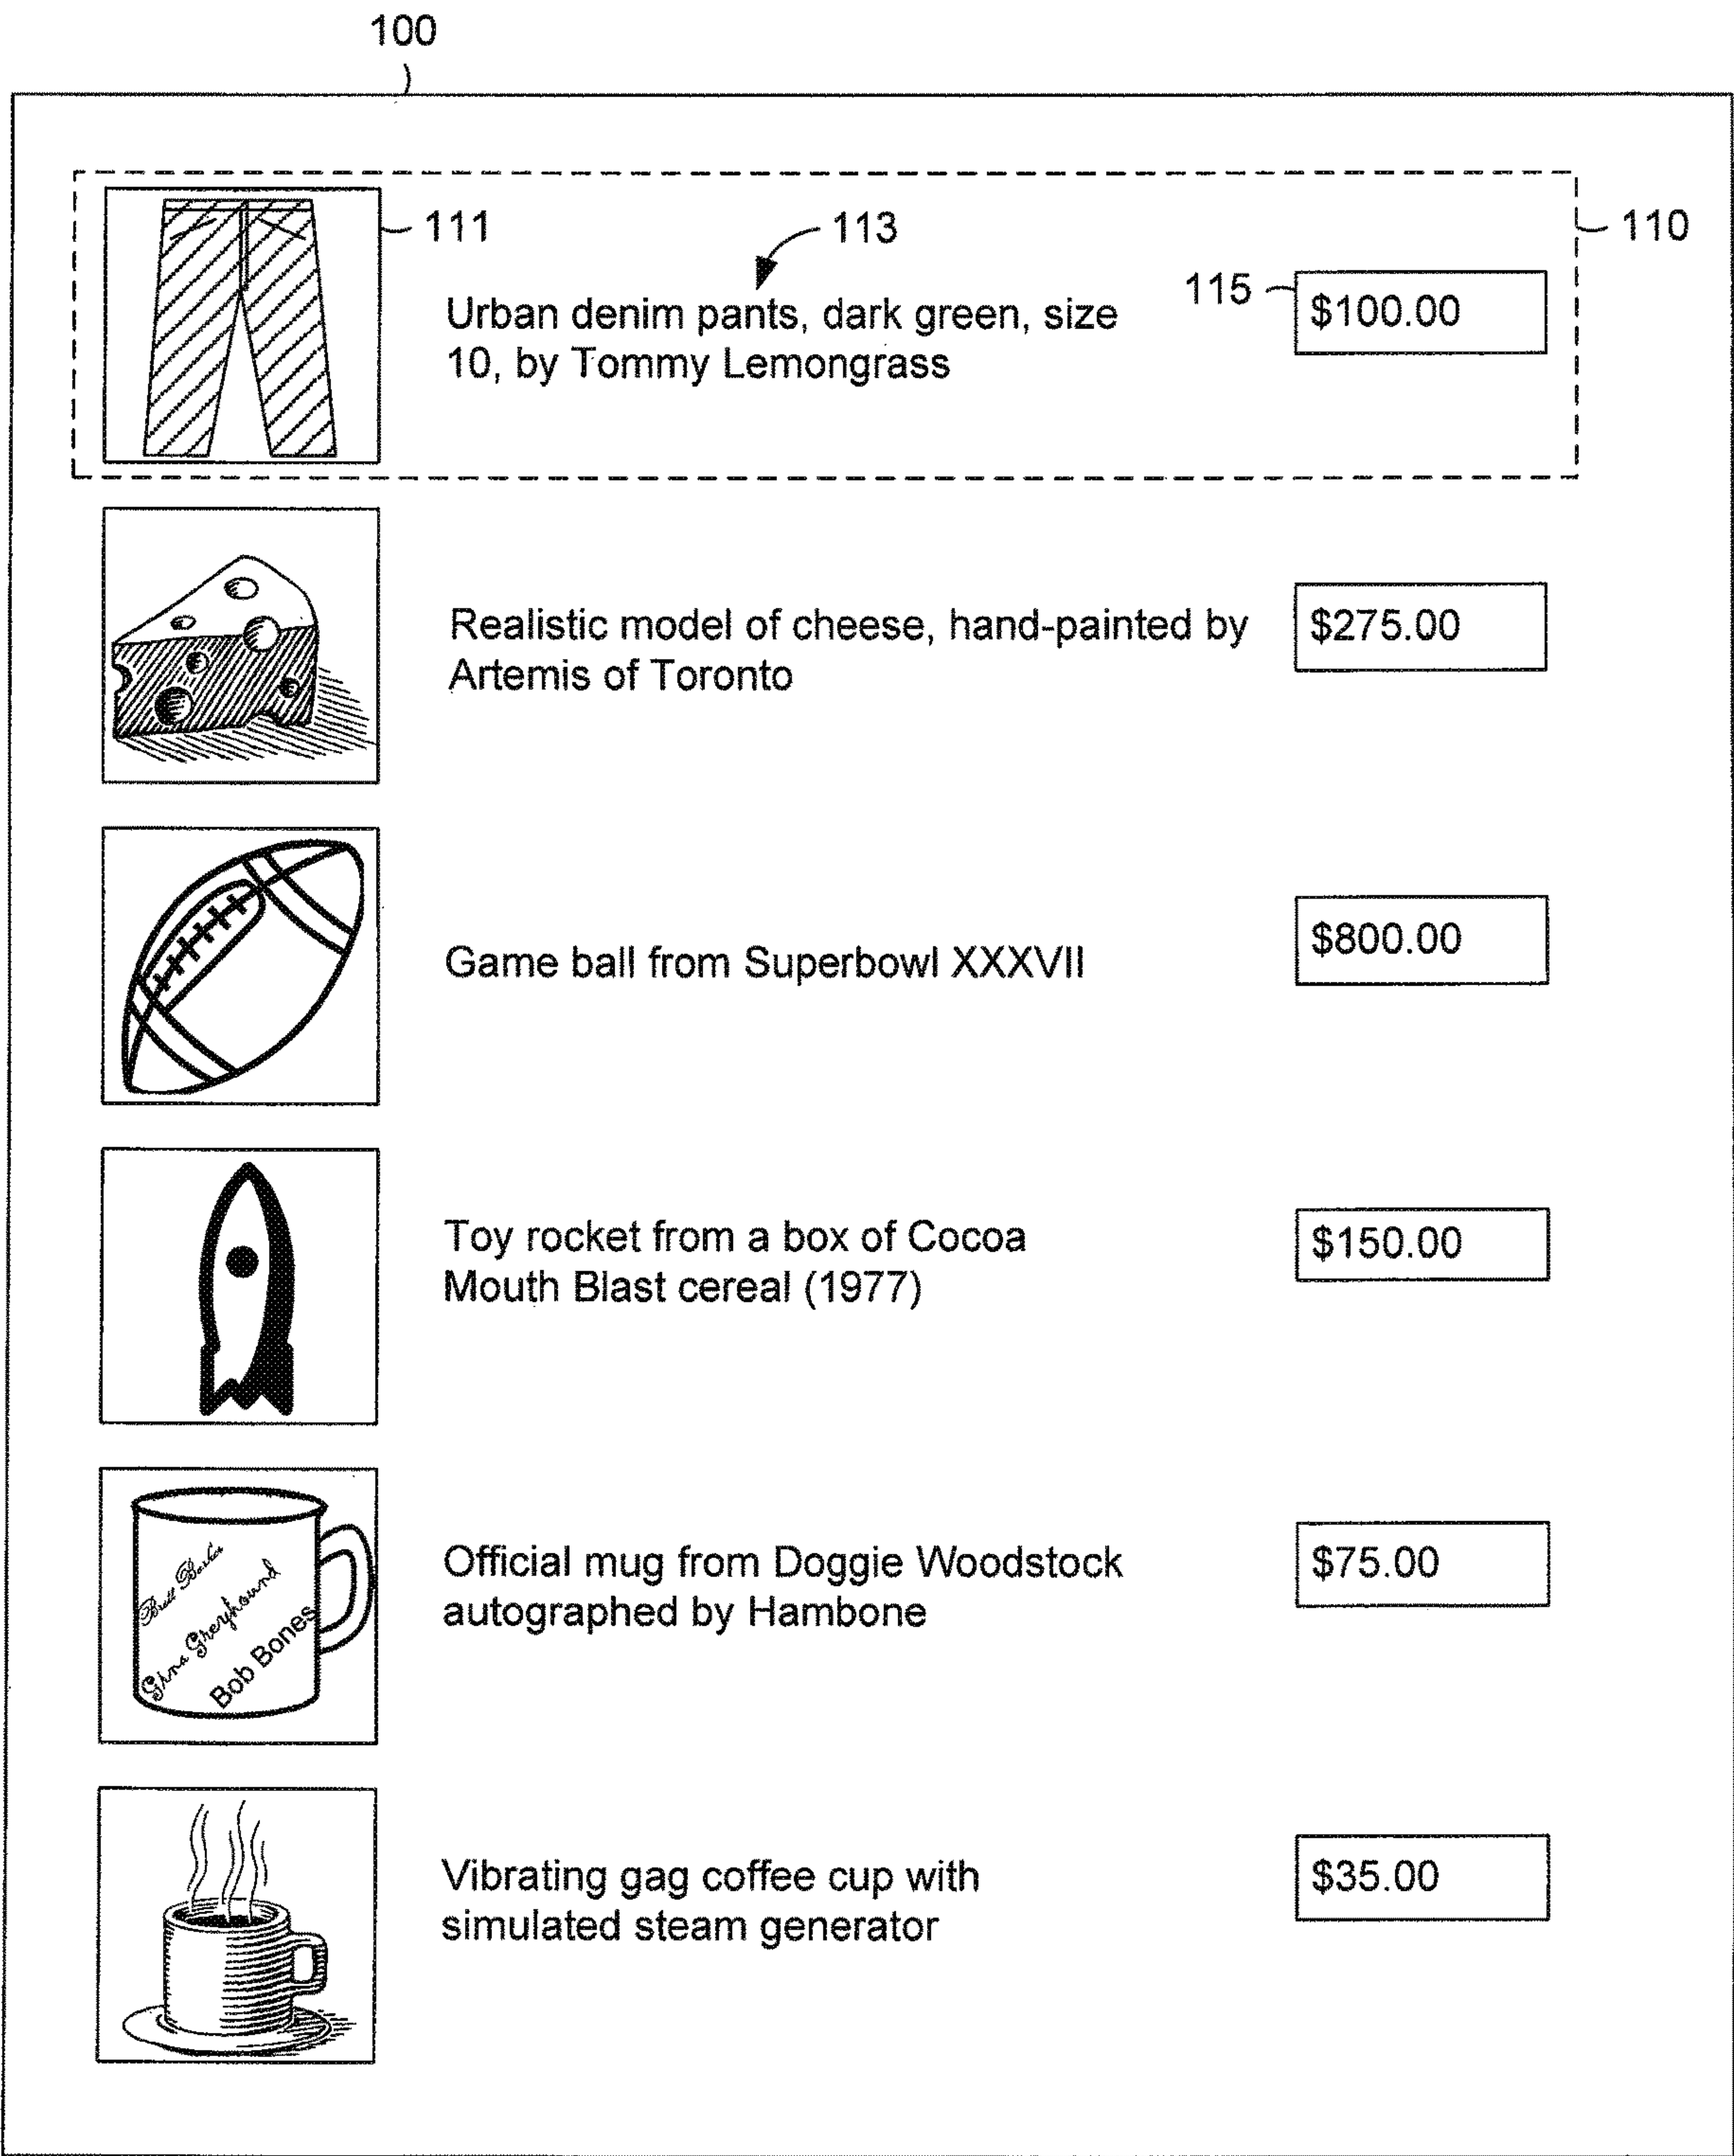 100
111
113
110
Urban denim pants, dark green, size
10, by Tommy Lemongrass
115
$100.00
Realistic model of cheese, hand-painted by
Artemis of Toronto
$275.00
Game ball from Superbowl XXXVII
$800.00
Toy rocket from a box of Cocoa
Mouth Blast cereal (1977)
$150.00
Gina Greyhound
Bob Bones
Official mug from Doggie Woodstock
autographed by Hambone
$75.00
Vibrating gag coffee cup with
simulated steam generator
$35.00